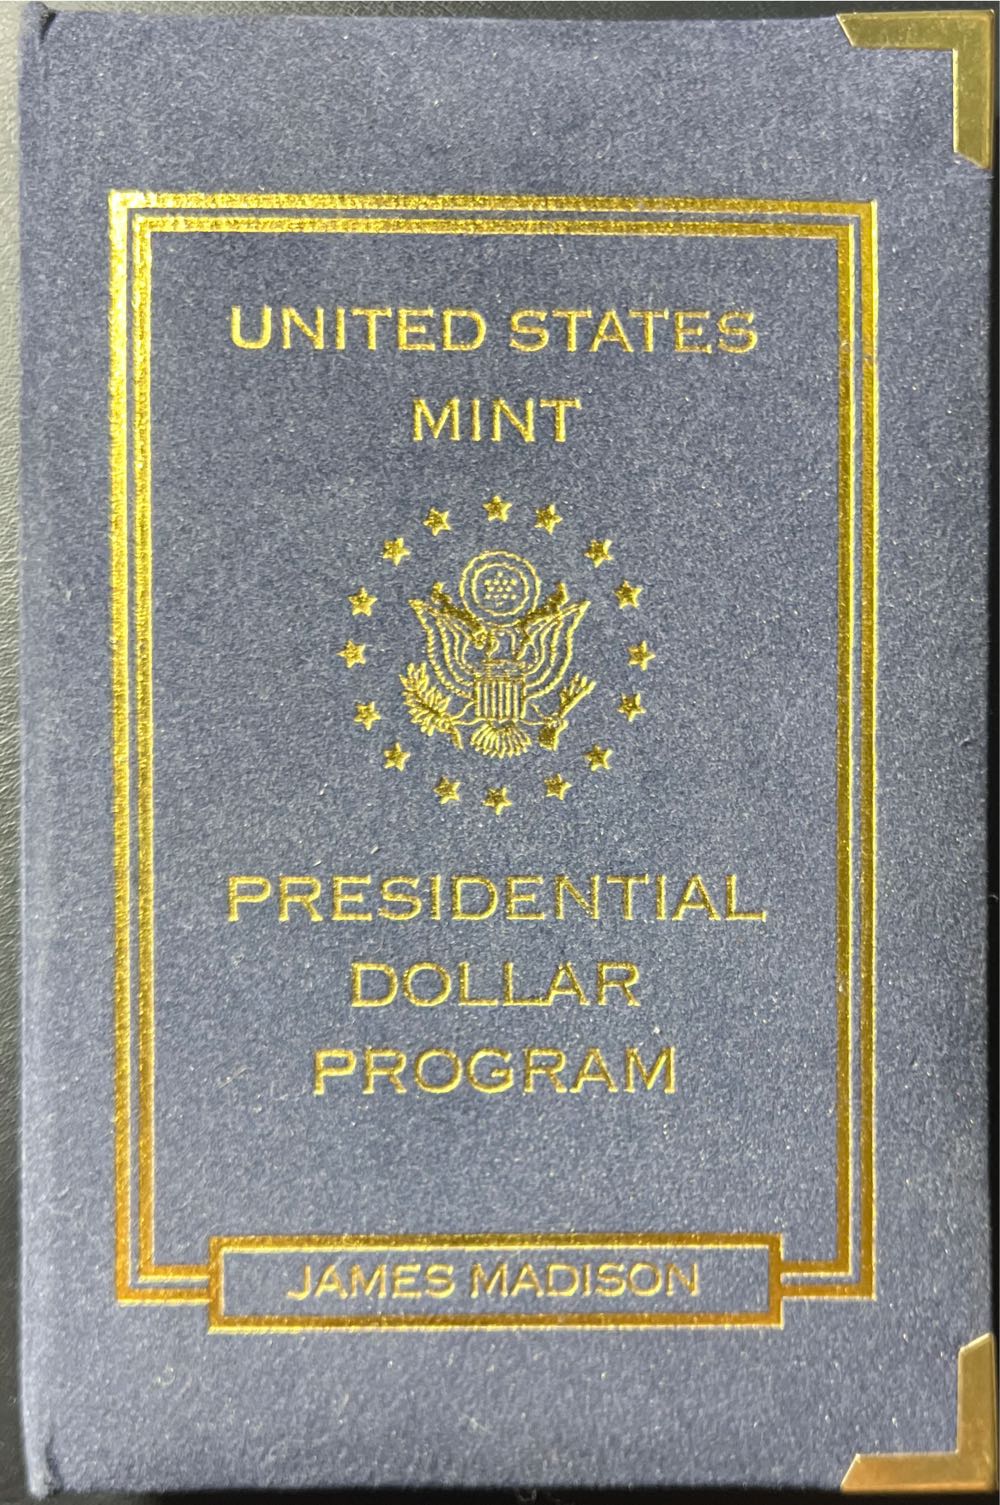 UNITED STATES
MINT
PRESIDENTIAL
DOLLAR
PROGRAM
JAMES MADISON